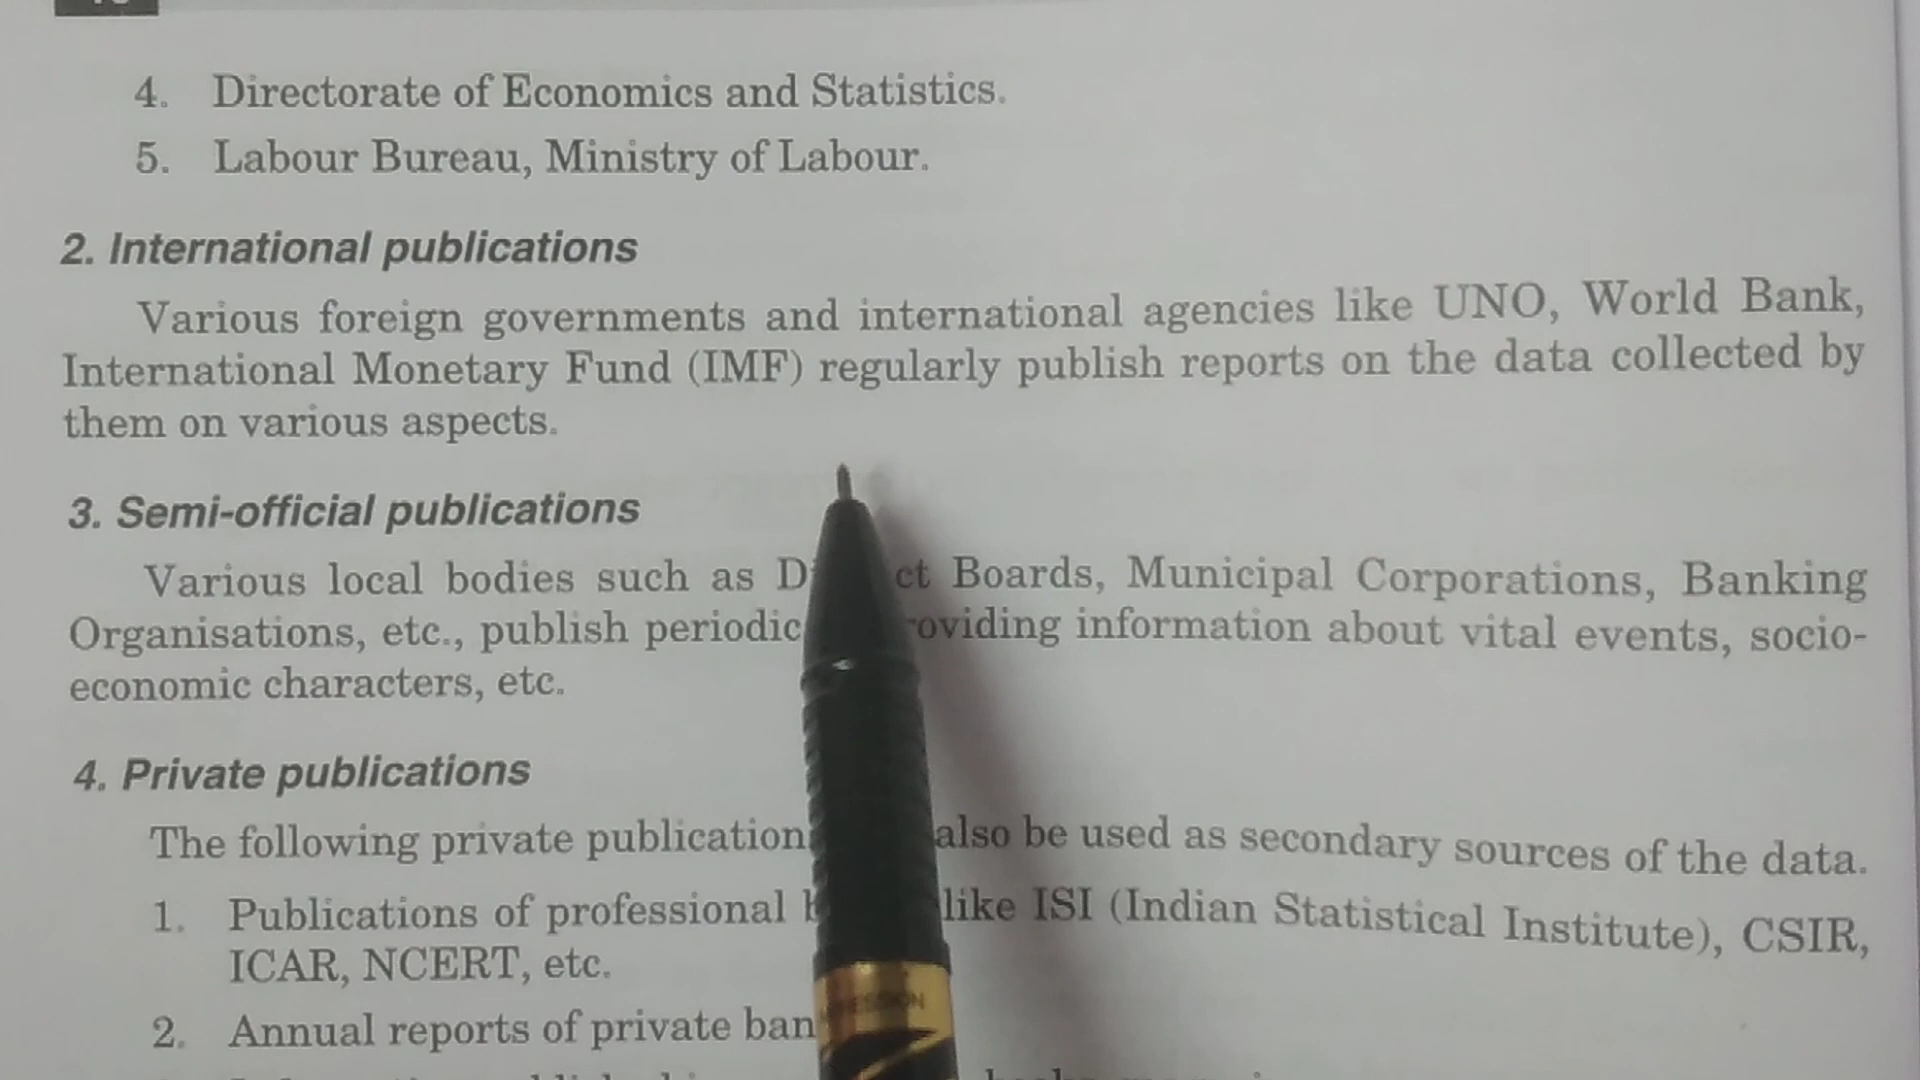 4. Directorate of Economics and Statistics.
5. Labour Bureau, Ministry of Labour.
2. International publications
Various foreign governments and international agencies like UNO, World Bank,
International Monetary Fund (IMF) regularly publish reports on the data collected by
them on various aspects.
3. Semi-official publications
Various local bodies such as Boards, Municipal Corporations, Banking
Organisations, etc., publish information about vital events, socio-
economic characters, etc.
4. Private publications
The following private also be used as secondary sources of the data.
1. Publications of professional like ISI (Indian Statistical Institute), CSIR,
ICAR, NCERT, etc.
2. Annual reports of private